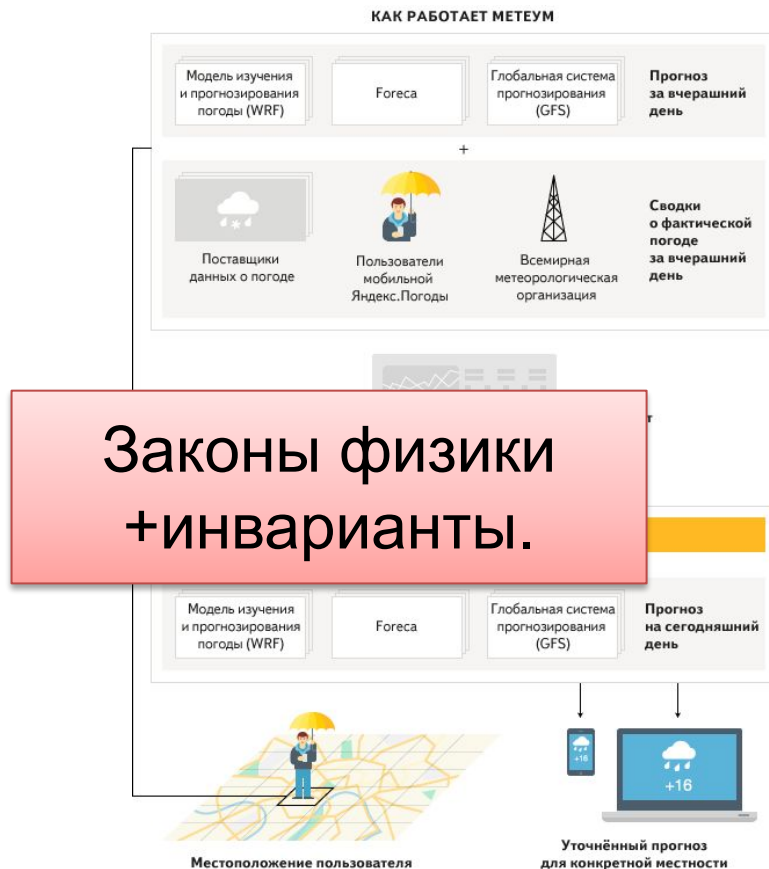 КАК РАБОТАЕТ МЕТЕУМ
Модель изучения
и прогнозирования
погоды (WRF)
Foreca
Глобальная система
прогнозирования
(GFS)
Прогноз
за вчерашний
день
+
Поставщики
данных о погоде
Пользователи
мобильной
Яндекс.Погоды
Всемирная
метеорологическая
организация
Сводки
о фактической
погоде
за вчерашний
день
Законы физики
+инварианты.
Модель изучения
и прогнозирования
погоды (WRF)
Foreca
Глобальная система
прогнозирования
(GFS)
Прогноз
на сегодняшний
день
+16
+16
Местоположение пользователя
Уточнённый прогноз
для конкретной местности